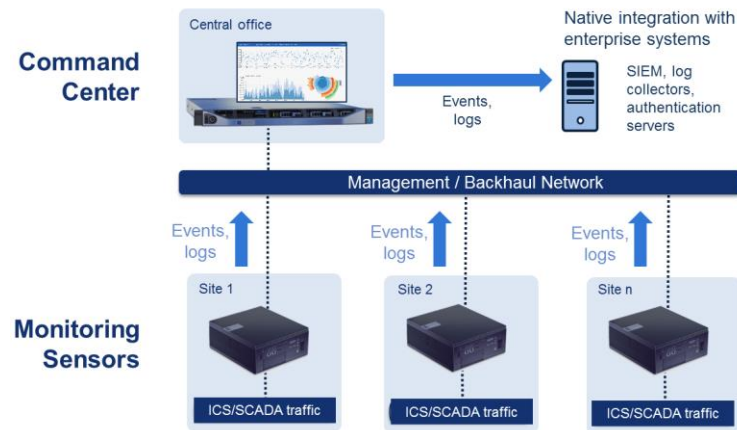 Central office
Native integration with
enterprise systems
Command
Center
SIEM, log
collectors,
authentication
servers
Events,
logs
Management / Backhaul Network
Events,
logs
Events,
logs
Events,
logs
Site 1
Site 2
Site n
Monitoring
Sensors
ICS/SCADA traffic
ICS/SCADA traffic
ICS/SCADA traffic